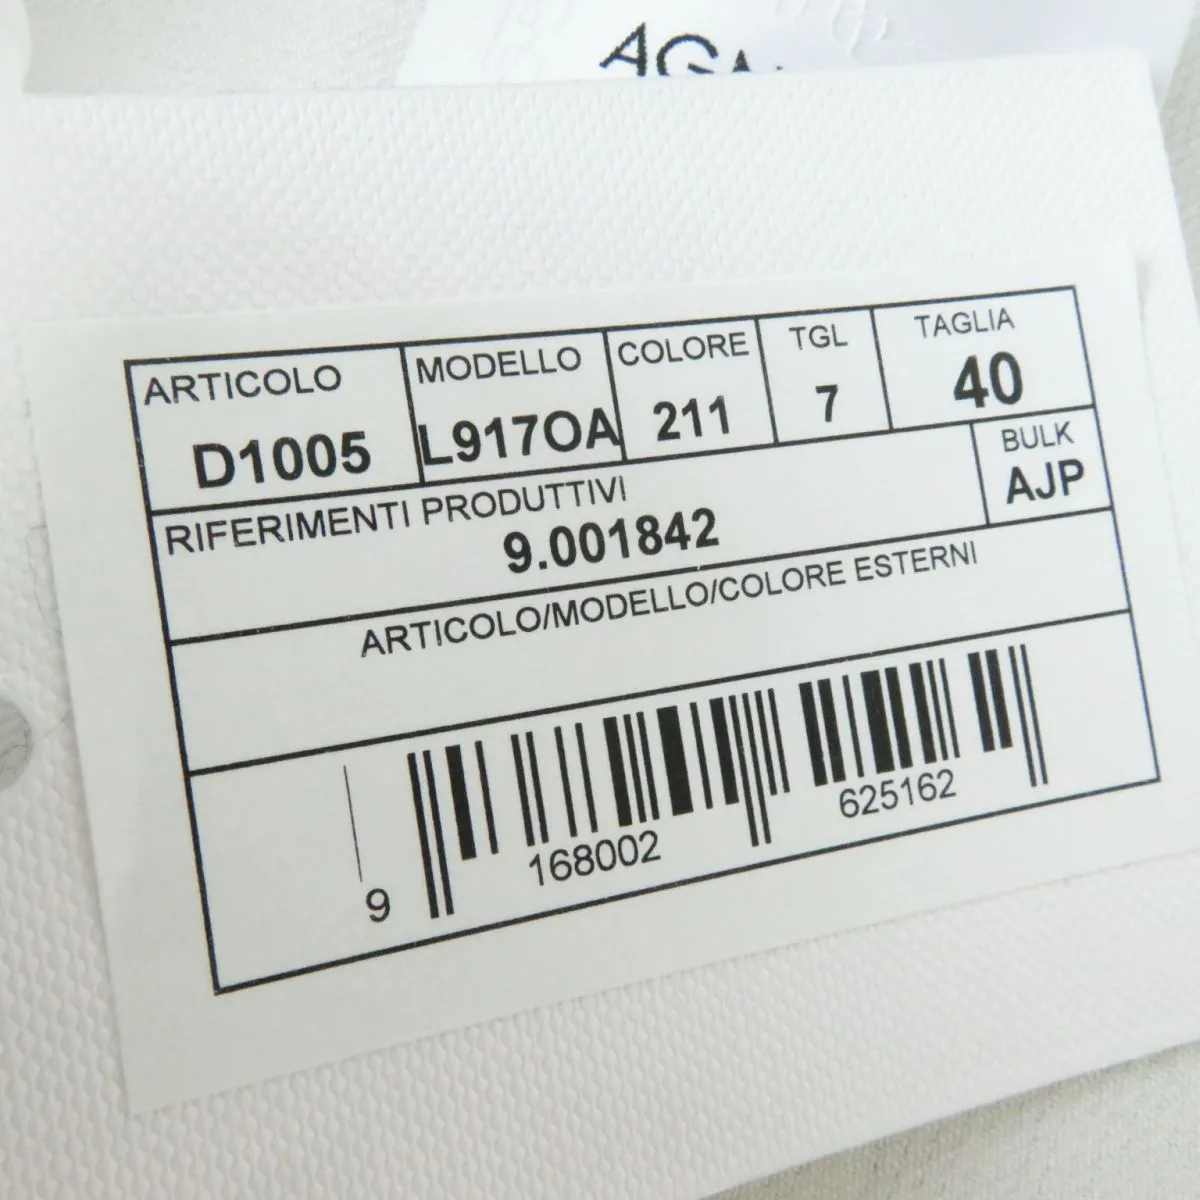 ARTICOLO MODELLO COLORE TGL TAGLIA
D1005 L917OA 211 7 40
RIFERIMENTI PRODUTTIVI BULK
9.001842 AJP
ARTICOLO/MODELLO/COLORE ESTERNI
9 168002 625162